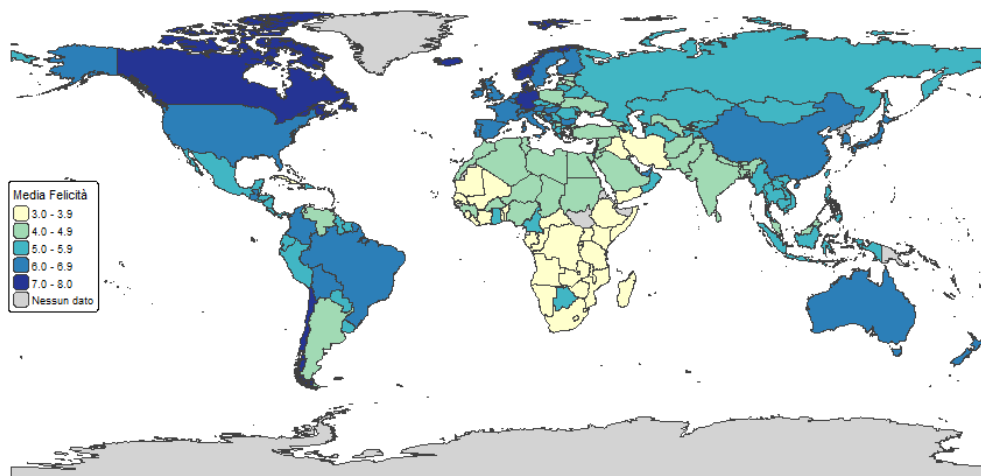 Media Felicità
3.0 - 3.9
4.0 - 4.9
5.0 - 5.9
6.0 - 6.9
7.0 - 8.0
Nessun dato